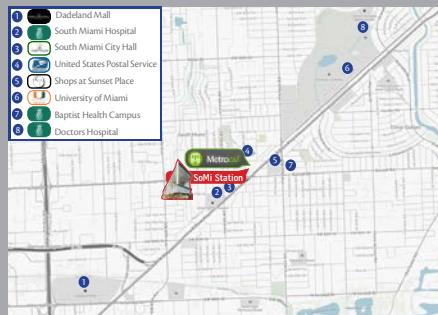 1 Dadeland Mall
2 South Miami Hospital
3 South Miami City Hall
4 United States Postal Service
5 Shops at Sunset Place
6 University of Miami
7 Baptist Health Campus
8 Doctors Hospital
8
6
Metrorail
4
5
7
SoMi Station
2
3
1